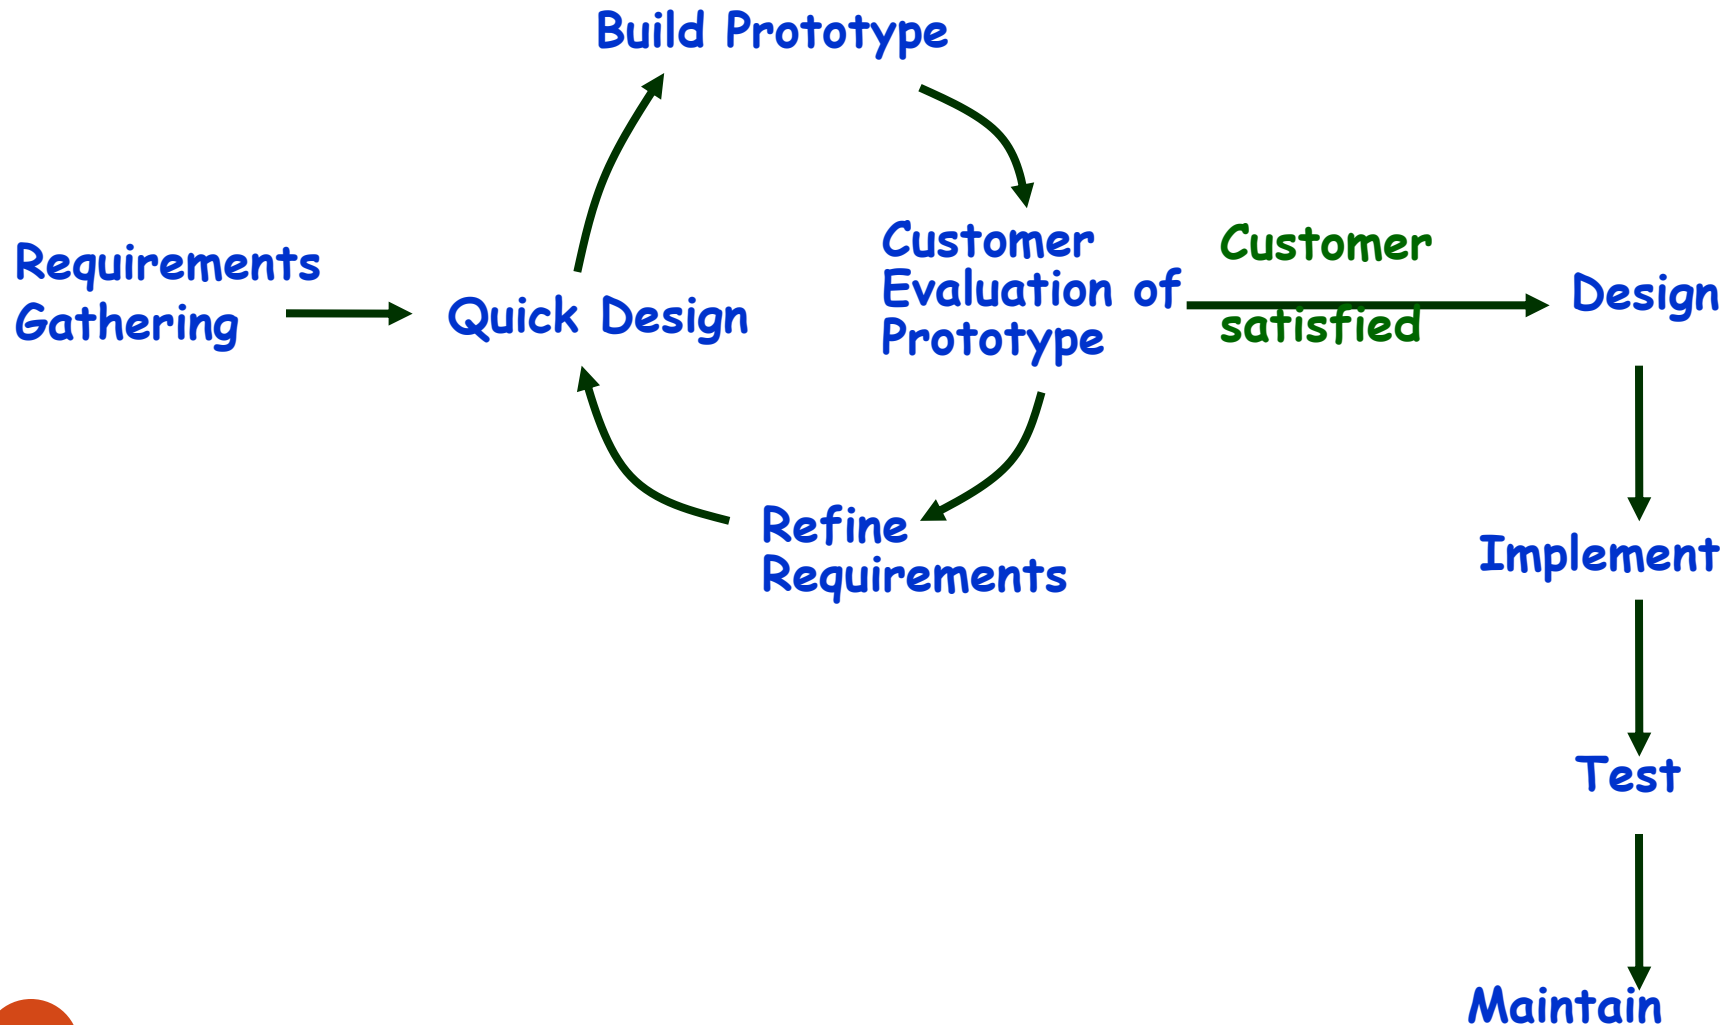 Build Prototype
Requirements
Gathering
Quick Design
Customer
Evaluation of
Prototype
Customer
satisfied
Design
Refine
Requirements
Implement
Test
Maintain